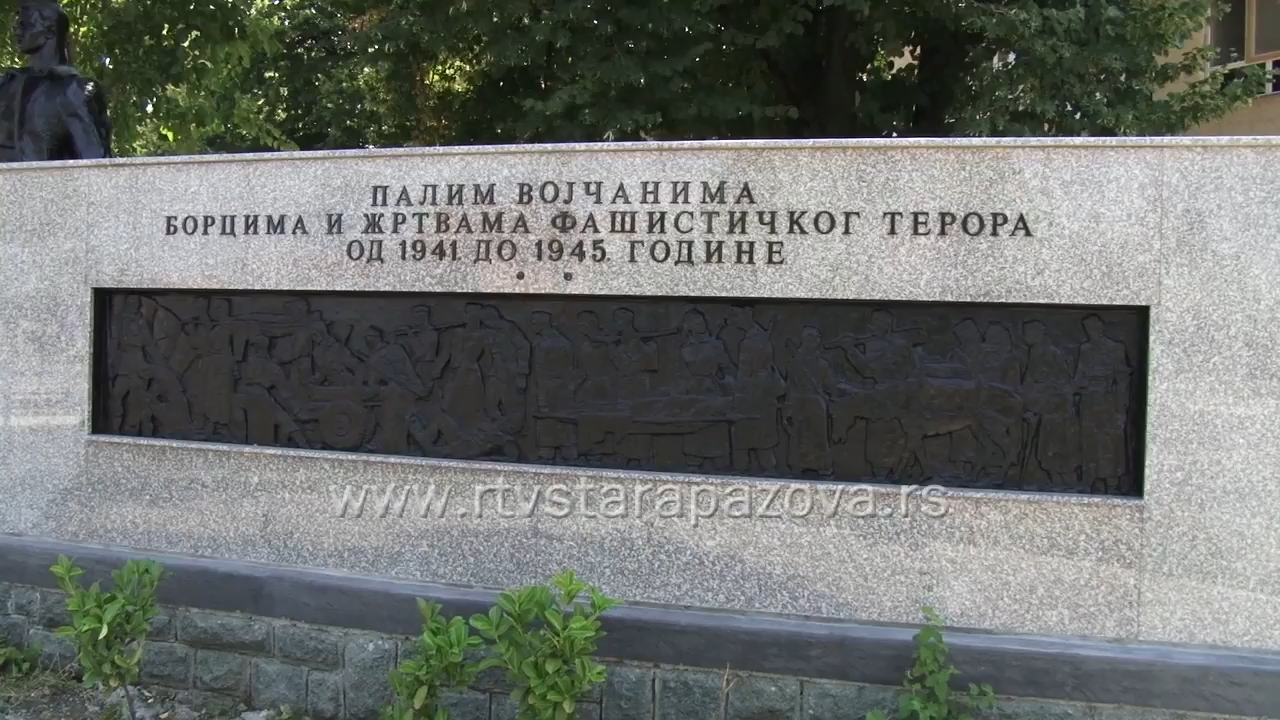 ПАЛИМ ВОЈЧАНИМА
БОРЦИМА И ЖРТВАМА ФАШИСТИЧКОГ ТЕРОРА
ОД 1941. ДО 1945. ГОДИНЕ
www.rtvstarapazova.rs